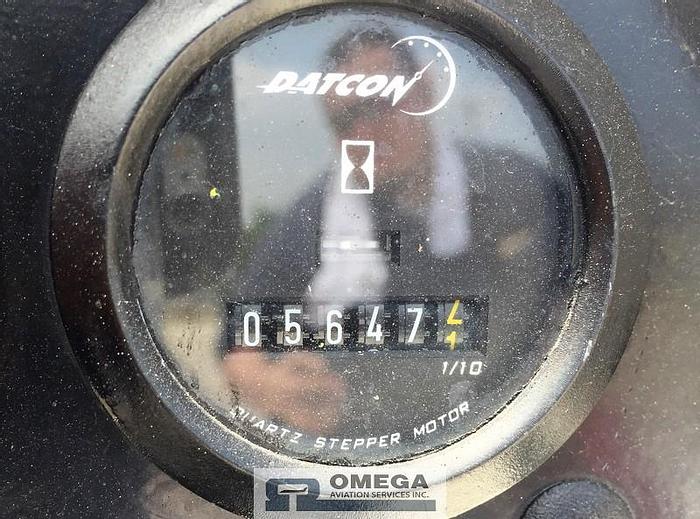 DATCON
05647
1/10
QUARTZ STEPPER MOTOR
OMEGA
AVIATION SERVICES INC.